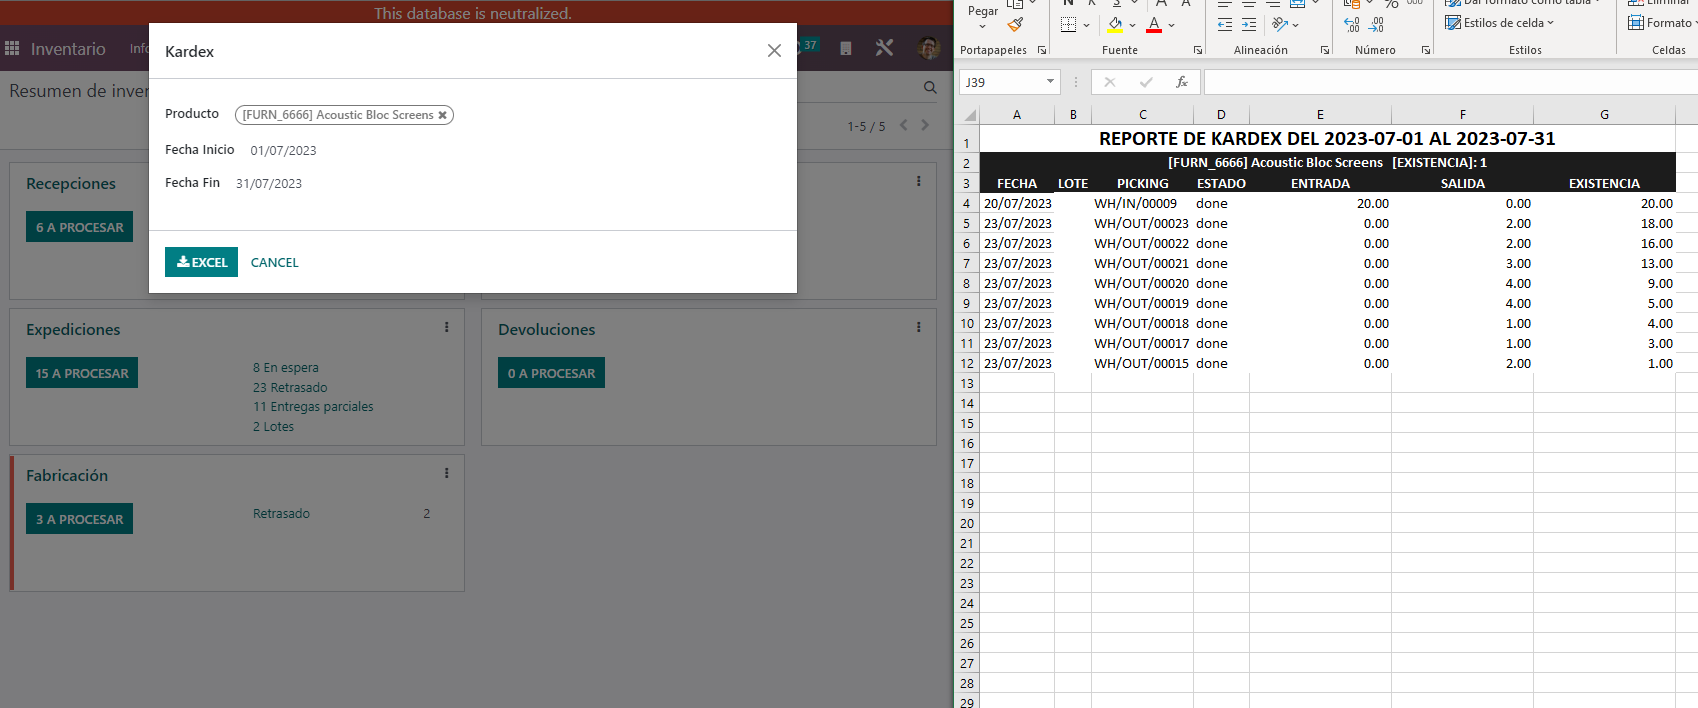 This database is neutralized.
Inventario
37
Resumen de inver
1-5 / 5
Kardex
Producto [FURN_6666] Acoustic Bloc Screens
Fecha Inicio 01/07/2023
Fecha Fin 31/07/2023
EXCEL CANCEL
Recepciones
6 A PROCESAR
Expediciones
15 A PROCESAR
8 En espera
23 Retrasado
11 Entregas parciales
2 Lotes
Devoluciones
0 A PROCESAR
Fabricación
3 A PROCESAR
Retrasado 2
Pegar
Dar formato como tabla
Eliminar
Estilos de celda
Formato
Portapapeles Fuente Alineación Número Estilos Celdas
J39 fx
A B C D E F G
1 REPORTE DE KARDEX DEL 2023-07-01 AL 2023-07-31
2 [FURN_6666] Acoustic Bloc Screens [EXISTENCIA]: 1
3 FECHA LOTE PICKING ESTADO ENTRADA SALIDA EXISTENCIA
4 20/07/2023 WH/IN/00009 done 20.00 0.00 20.00
5 23/07/2023 WH/OUT/00023 done 0.00 2.00 18.00
6 23/07/2023 WH/OUT/00022 done 0.00 2.00 16.00
7 23/07/2023 WH/OUT/00021 done 0.00 3.00 13.00
8 23/07/2023 WH/OUT/00020 done 0.00 4.00 9.00
9 23/07/2023 WH/OUT/00019 done 0.00 4.00 5.00
10 23/07/2023 WH/OUT/00018 done 0.00 1.00 4.00
11 23/07/2023 WH/OUT/00017 done 0.00 1.00 3.00
12 23/07/2023 WH/OUT/00015 done 0.00 2.00 1.00
13
14
15
16
17
18
19
20
21
22
23
24
25
26
27
28
29